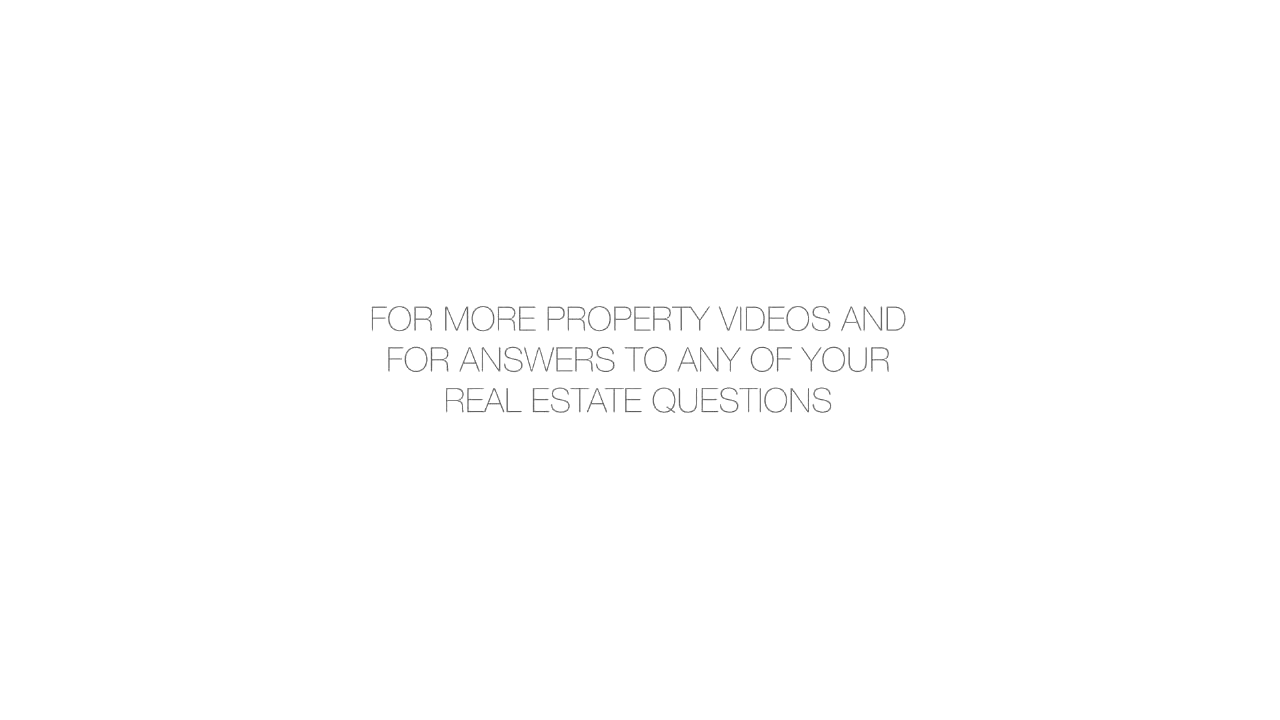 FOR MORE PROPERTY VIDEOS AND
FOR ANSWERS TO ANY OF YOUR
REAL ESTATE QUESTIONS